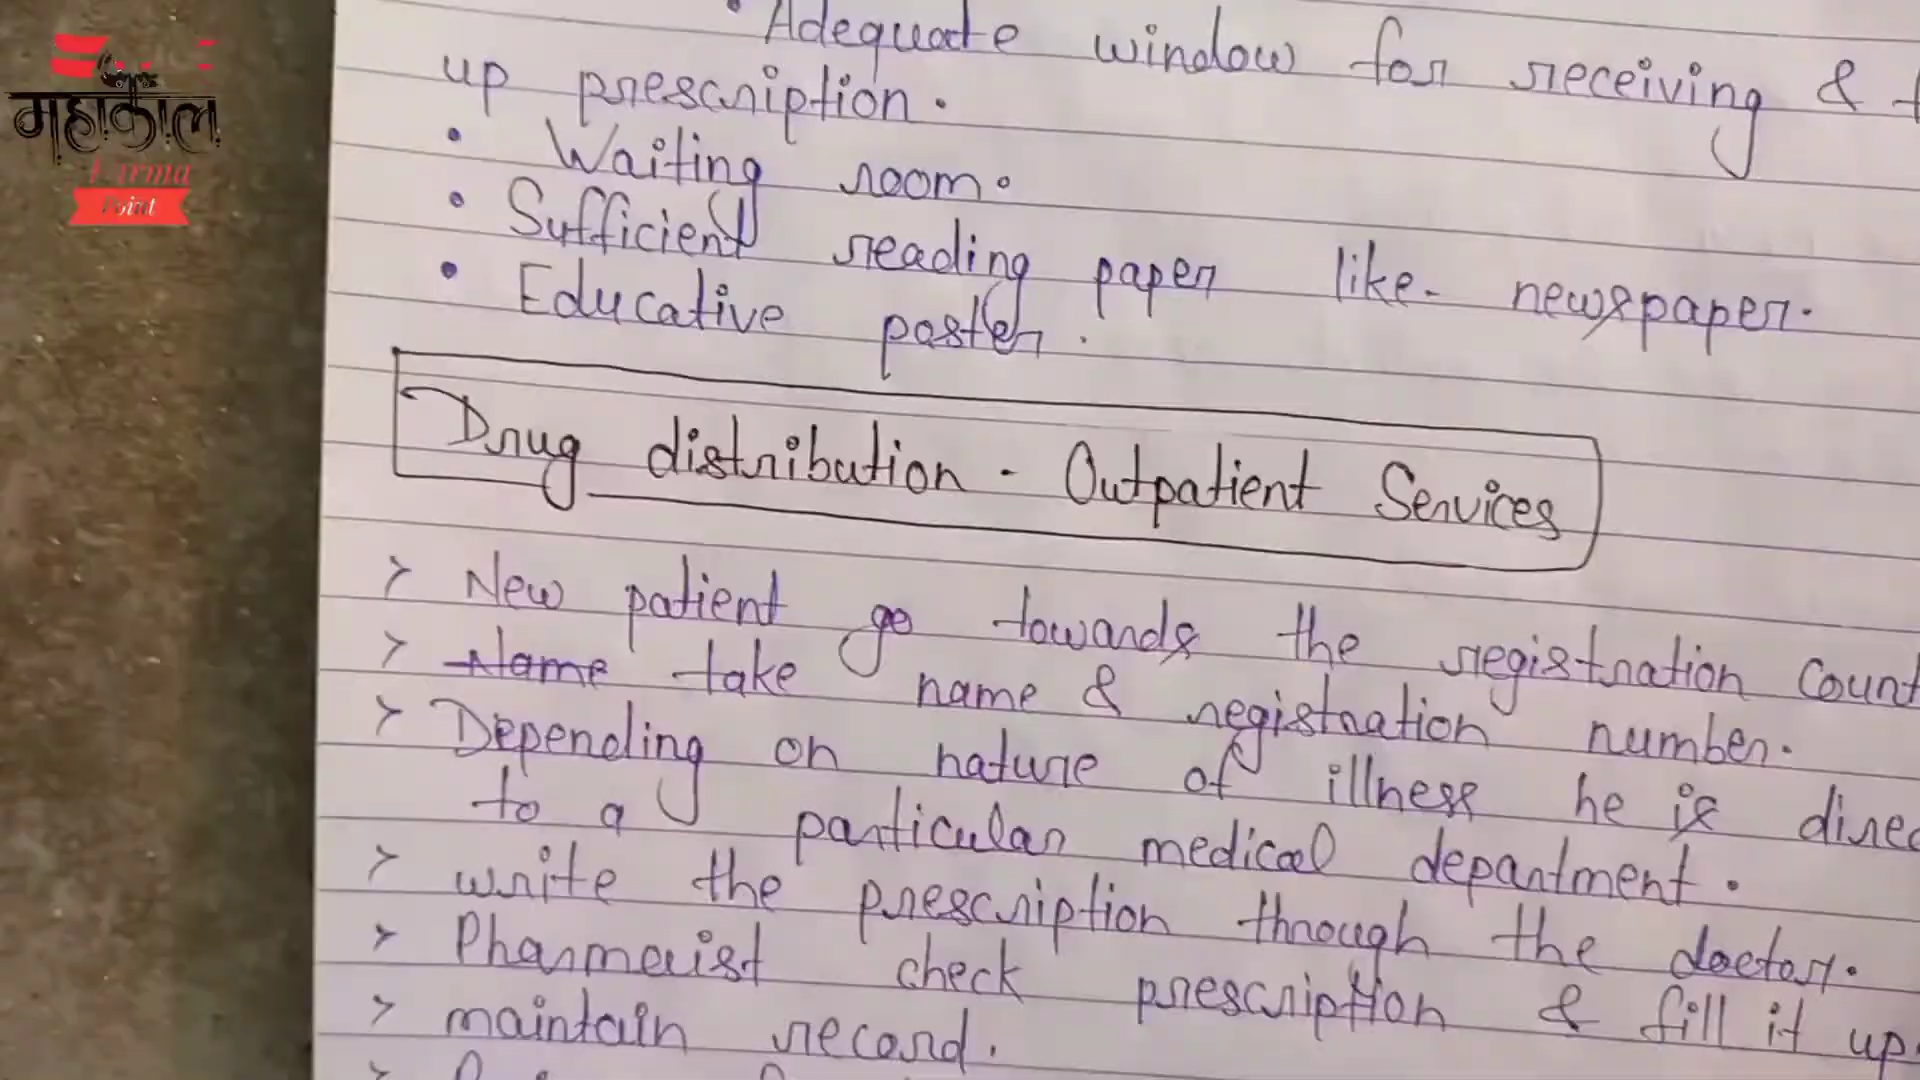 • Adequate window for receiving &
up prescription.
• Waiting room.
• Sufficient reading paper like - newspaper.
• Educative poster.
Drug distribution - Outpatient Services
> New patient go towards the registration Count
> ~~Name~~ take name & registration number.
> Depending on nature of illness he is direc
to a particular medical department.
> write the prescription through the doctor.
> Pharmacist check prescription & fill it up
> maintain record.
महाकाल
Point